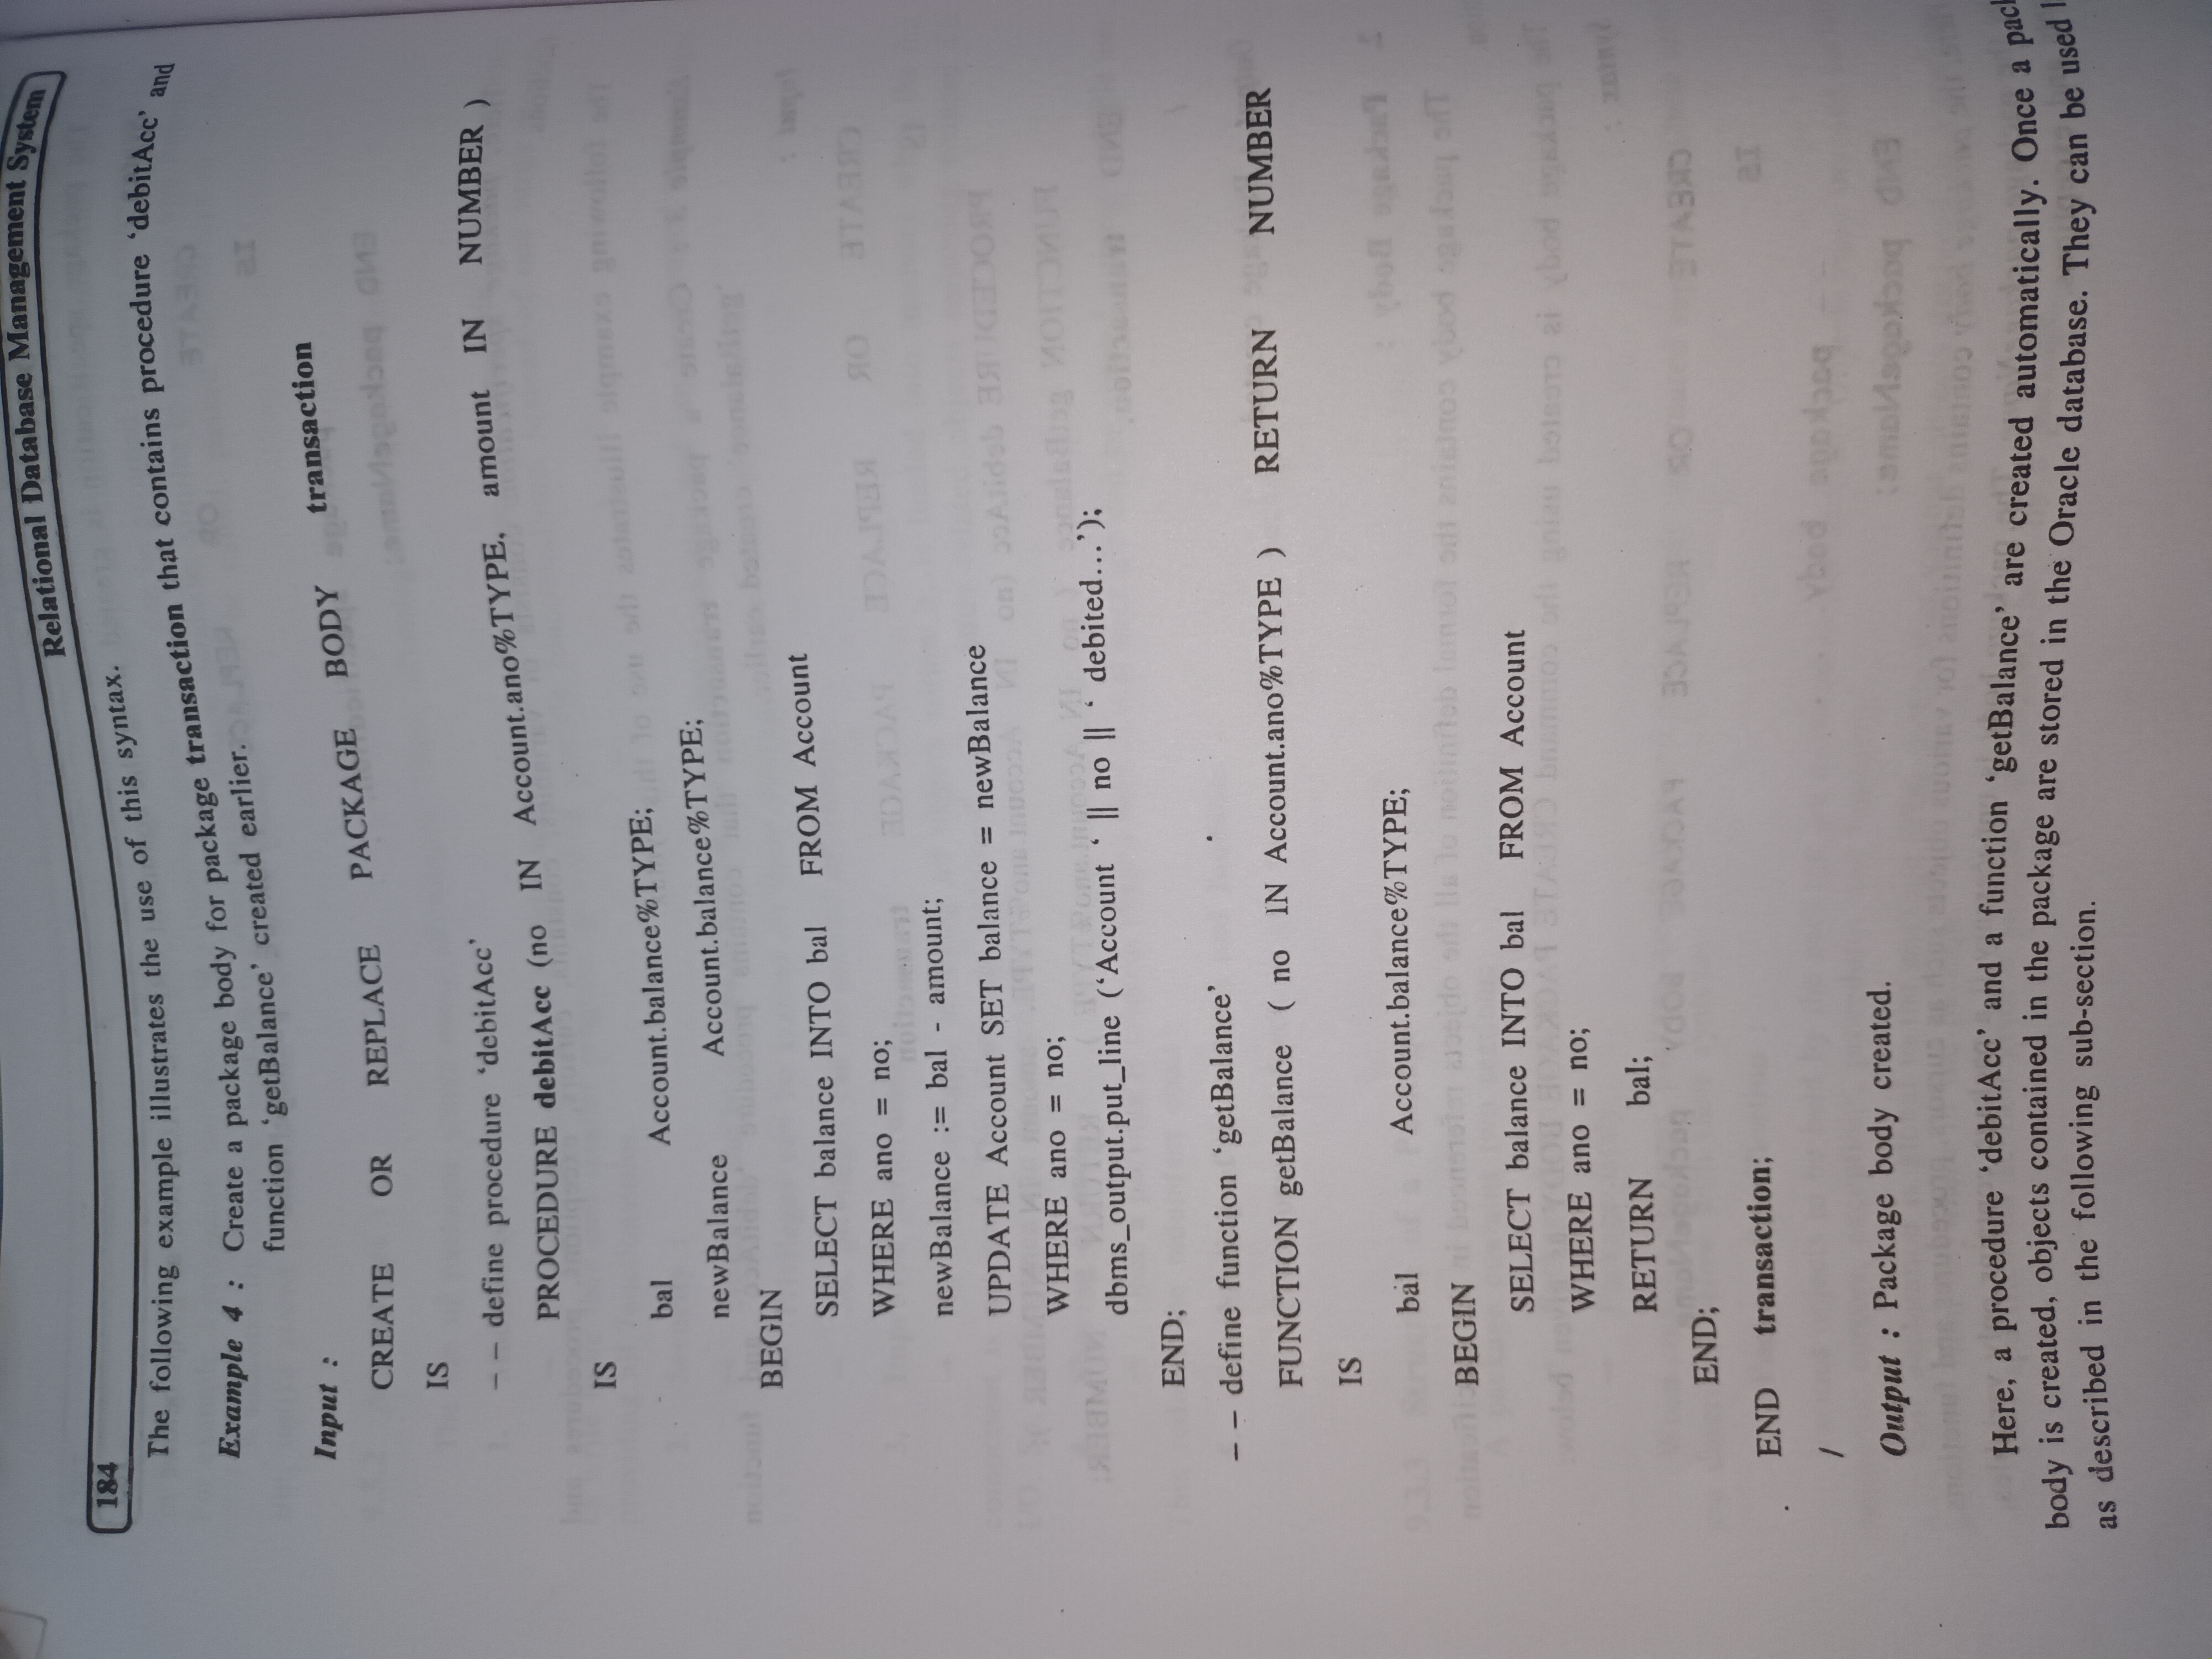 Relational Database Management System
184
The following example illustrates the use of this syntax.
Example 4 : Create a package body for package transaction that contains procedure ‘debitAcc’ and
function ‘getBalance’ created earlier.
Input :
CREATE OR REPLACE PACKAGE BODY transaction
IS
– – define procedure ‘debitAcc’
PROCEDURE debitAcc (no IN Account.ano%TYPE, amount IN NUMBER )
IS
bal Account.balance%TYPE;
newBalance Account.balance%TYPE;
BEGIN
SELECT balance INTO bal FROM Account
WHERE ano = no;
newBalance := bal - amount;
UPDATE Account SET balance = newBalance
WHERE ano = no;
dbms_output.put_line (‘Account ‘ || no || ‘ debited...’);
END;
– – define function ‘getBalance’
FUNCTION getBalance ( no IN Account.ano%TYPE ) RETURN NUMBER
IS
bal Account.balance%TYPE;
BEGIN
SELECT balance INTO bal FROM Account
WHERE ano = no;
RETURN bal;
END;
END transaction;
/
Output : Package body created.
Here, a procedure ‘debitAcc’ and a function ‘getBalance’ are created automatically. Once a
body is created, objects contained in the package are stored in the Oracle database. They can be used
as described in the following sub-section.